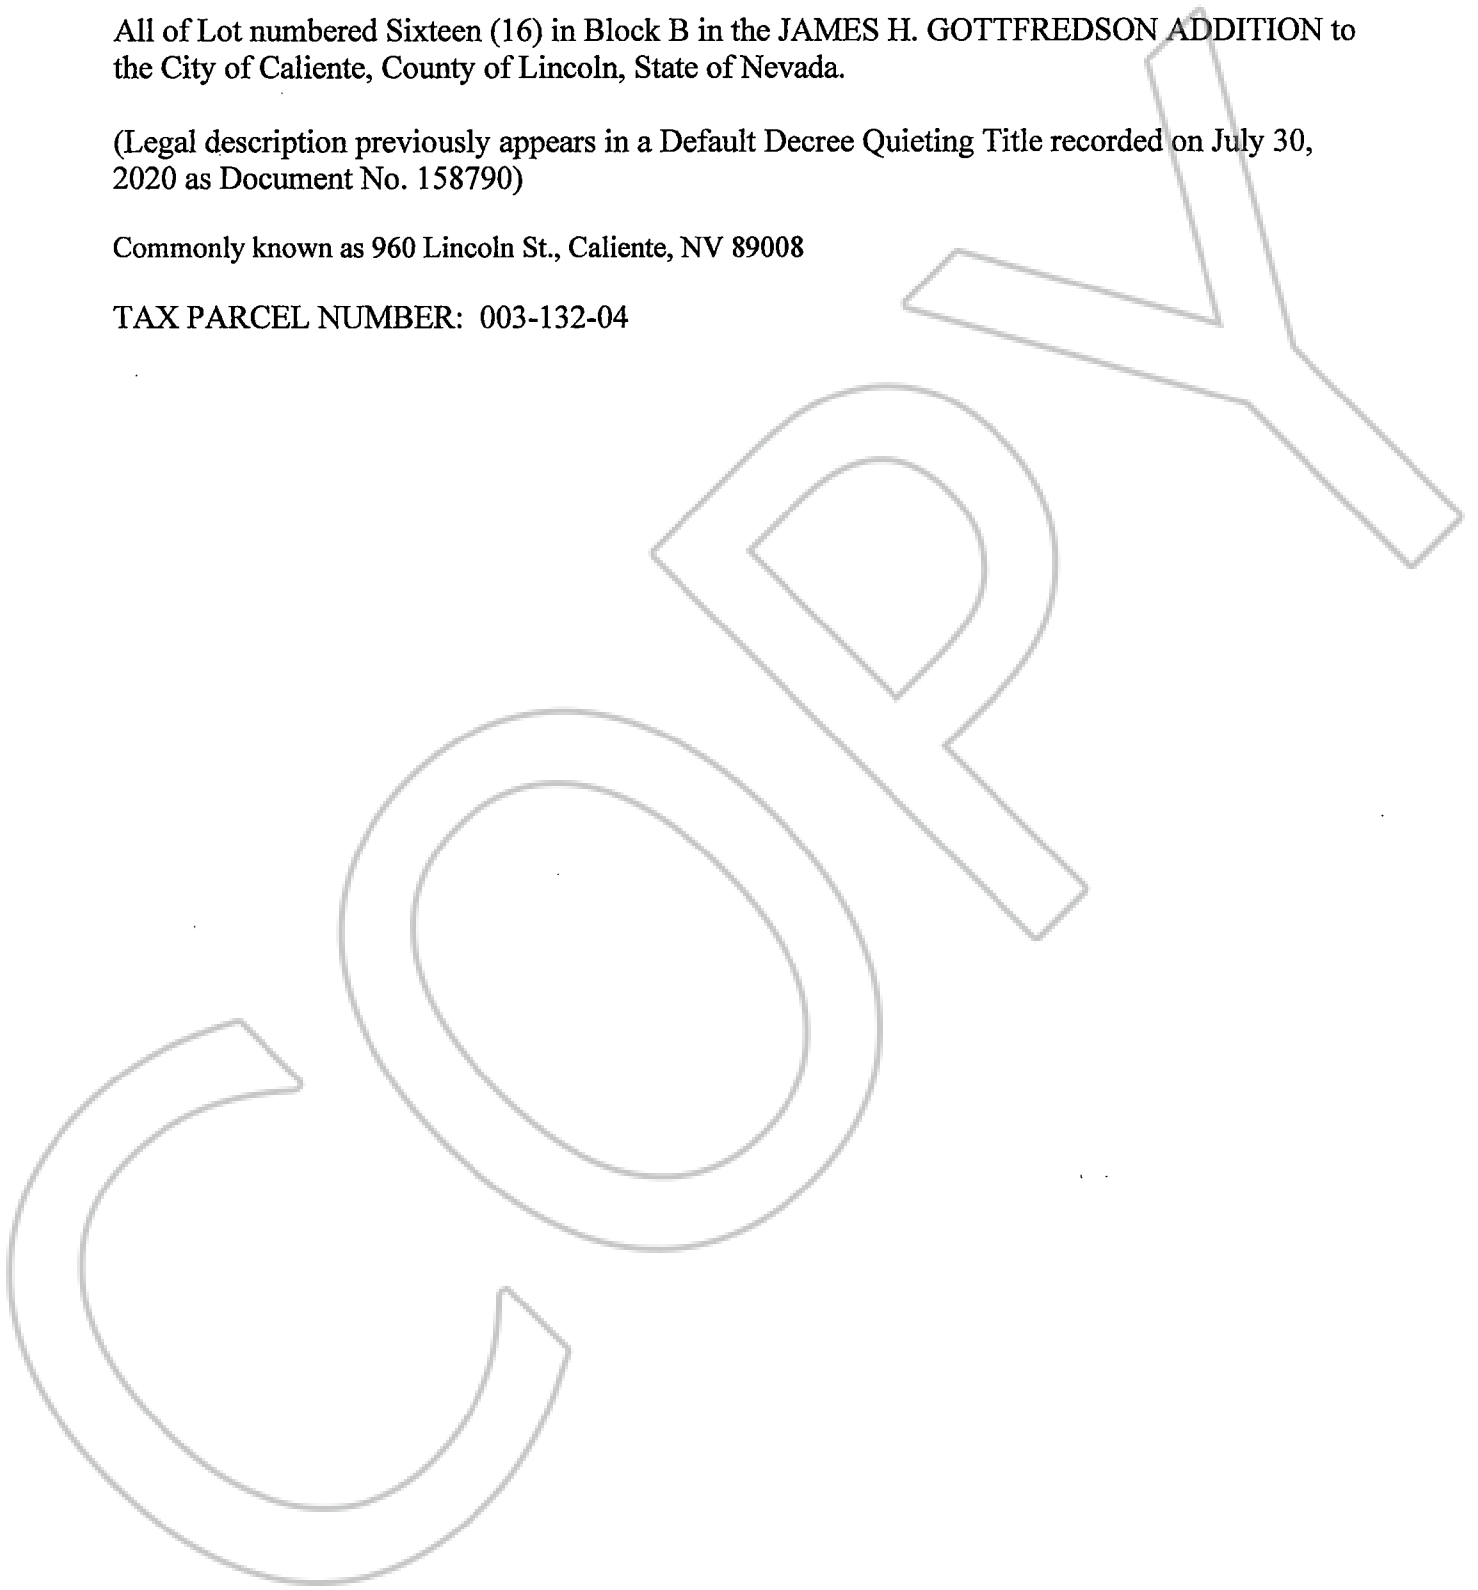 All of Lot numbered Sixteen (16) in Block B in the JAMES H. GOTTFREDSON ADDITION to
the City of Caliente, County of Lincoln, State of Nevada.
(Legal description previously appears in a Default Decree Quieting Title recorded on July 30,
2020 as Document No. 158790)
Commonly known as 960 Lincoln St., Caliente, NV 89008
TAX PARCEL NUMBER: 003-132-04
COPY